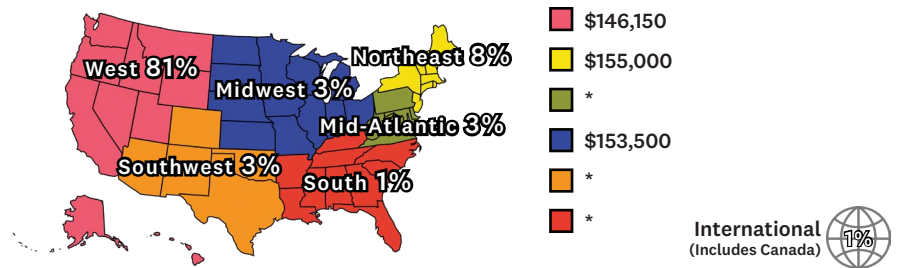 West 81%
Midwest 3%
Northeast 8%
Mid-Atlantic 3%
Southwest 3%
South 1%
$146,150
$155,000
*
$153,500
*
*
International
(Includes Canada)
1%